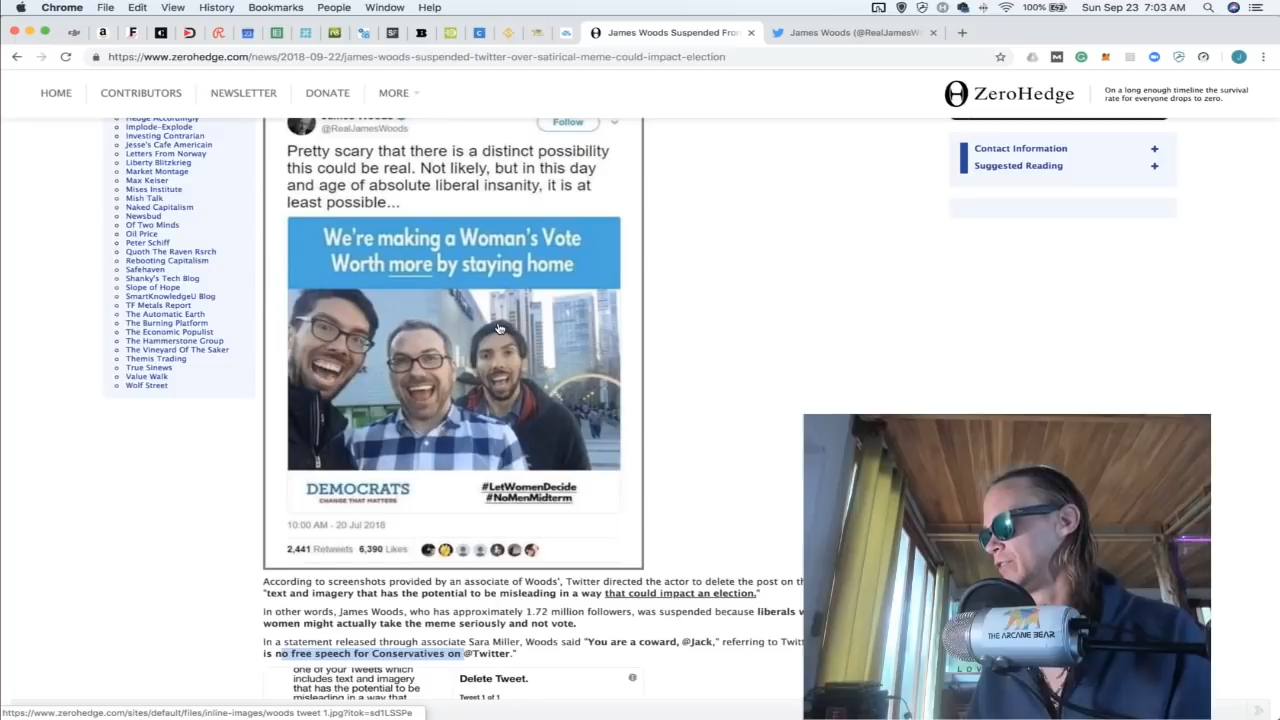 Chrome File Edit View History Bookmarks People Window Help 100% Sun Sep 23 7:03 AM
James Woods Suspended Fro
James Woods (@RealJamesW
https://www.zerohedge.com/news/2018-09-22/james-woods-suspended-twitter-over-satirical-meme-could-impact-election
HOME CONTRIBUTORS NEWSLETTER DONATE MORE
ZeroHedge
On a long enough timeline the survival
rate for everyone drops to zero.
Hedge Accordingly
Implode-Explode
Investing Contrarian
Jesse's Cafe Americain
Letters From Norway
Liberty Blitzkrieg
Market Montage
Max Keiser
Mises Institute
Mish Talk
Naked Capitalism
Newsbud
Of Two Minds
Oil Price
Peter Schiff
Quoth The Raven Rsrch
Rebooting Capitalism
Safehaven
Shanky's Tech Blog
Slope of Hope
SmartKnowledgeU Blog
TF Metals Report
The Automatic Earth
The Burning Platform
The Economic Populist
The Hammerstone Group
The Vineyard Of The Saker
Themis Trading
True Sinews
Value Walk
Wolf Street
James Woods
@RealJamesWoods
Follow
Pretty scary that there is a distinct possibility
this could be real. Not likely, but in this day
and age of absolute liberal insanity, it is at
least possible...
We're making a Woman's Vote
Worth more by staying home
DEMOCRATS
CHANGE THAT MATTERS
#LetWomenDecide
#NoMenMidterm
10:00 AM - 20 Jul 2018
2,441 Retweets 6,390 Likes
Contact Information
Suggested Reading
According to screenshots provided by an associate of Woods', Twitter directed the actor to delete the post on th
"text and imagery that has the potential to be misleading in a way that could impact an election."
In other words, James Woods, who has approximately 1.72 million followers, was suspended because liberals w
women might actually take the meme seriously and not vote.
In a statement released through associate Sara Miller, Woods said "You are a coward, @Jack," referring to Twitt
is no free speech for Conservatives on @Twitter."
one of your Tweets which
includes text and imagery
that has the potential to be
misleading in a way that
Delete Tweet.
Tweet 1 of 1
THE ARCANE BEAR
L O V
https://www.zerohedge.com/sites/default/files/inline-images/woods tweet 1.jpg?itok=sd1LSSPe